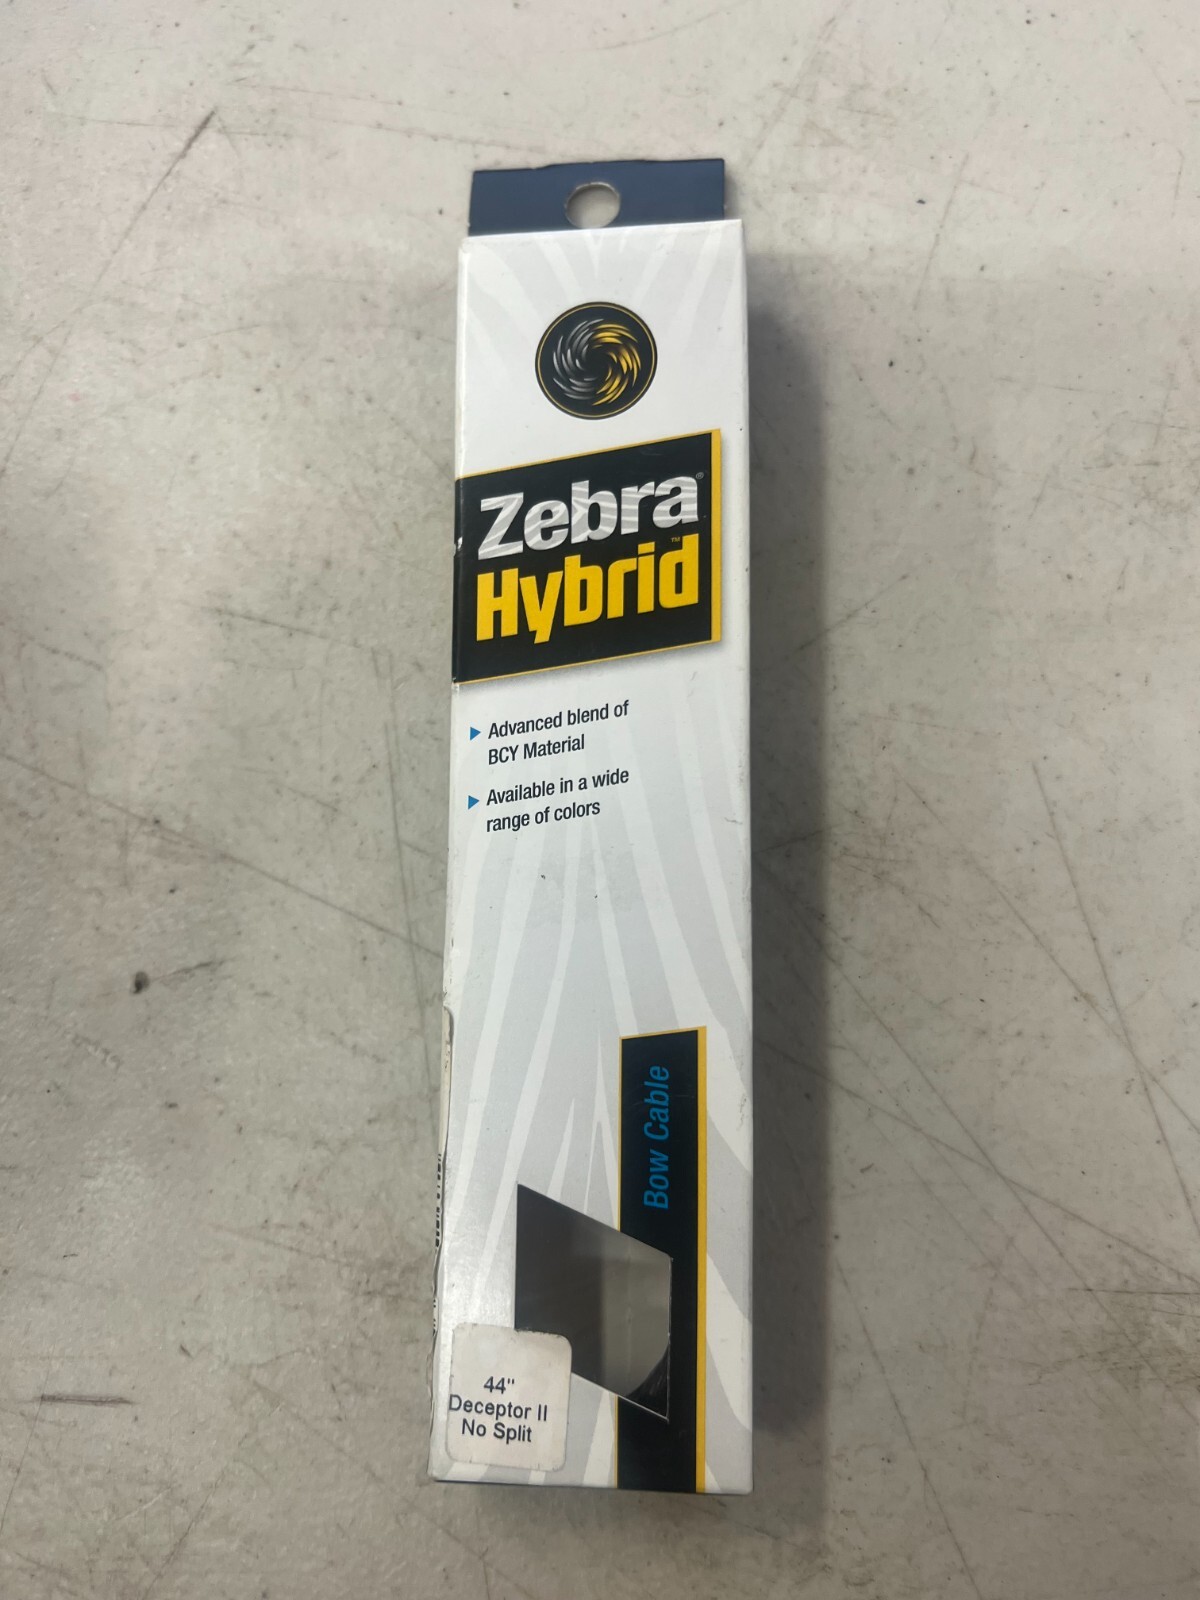 Zebra®
Hybrid™
Advanced blend of
BCY Material
Available in a wide
range of colors
Bow Cable
44"
Deceptor II
No Split